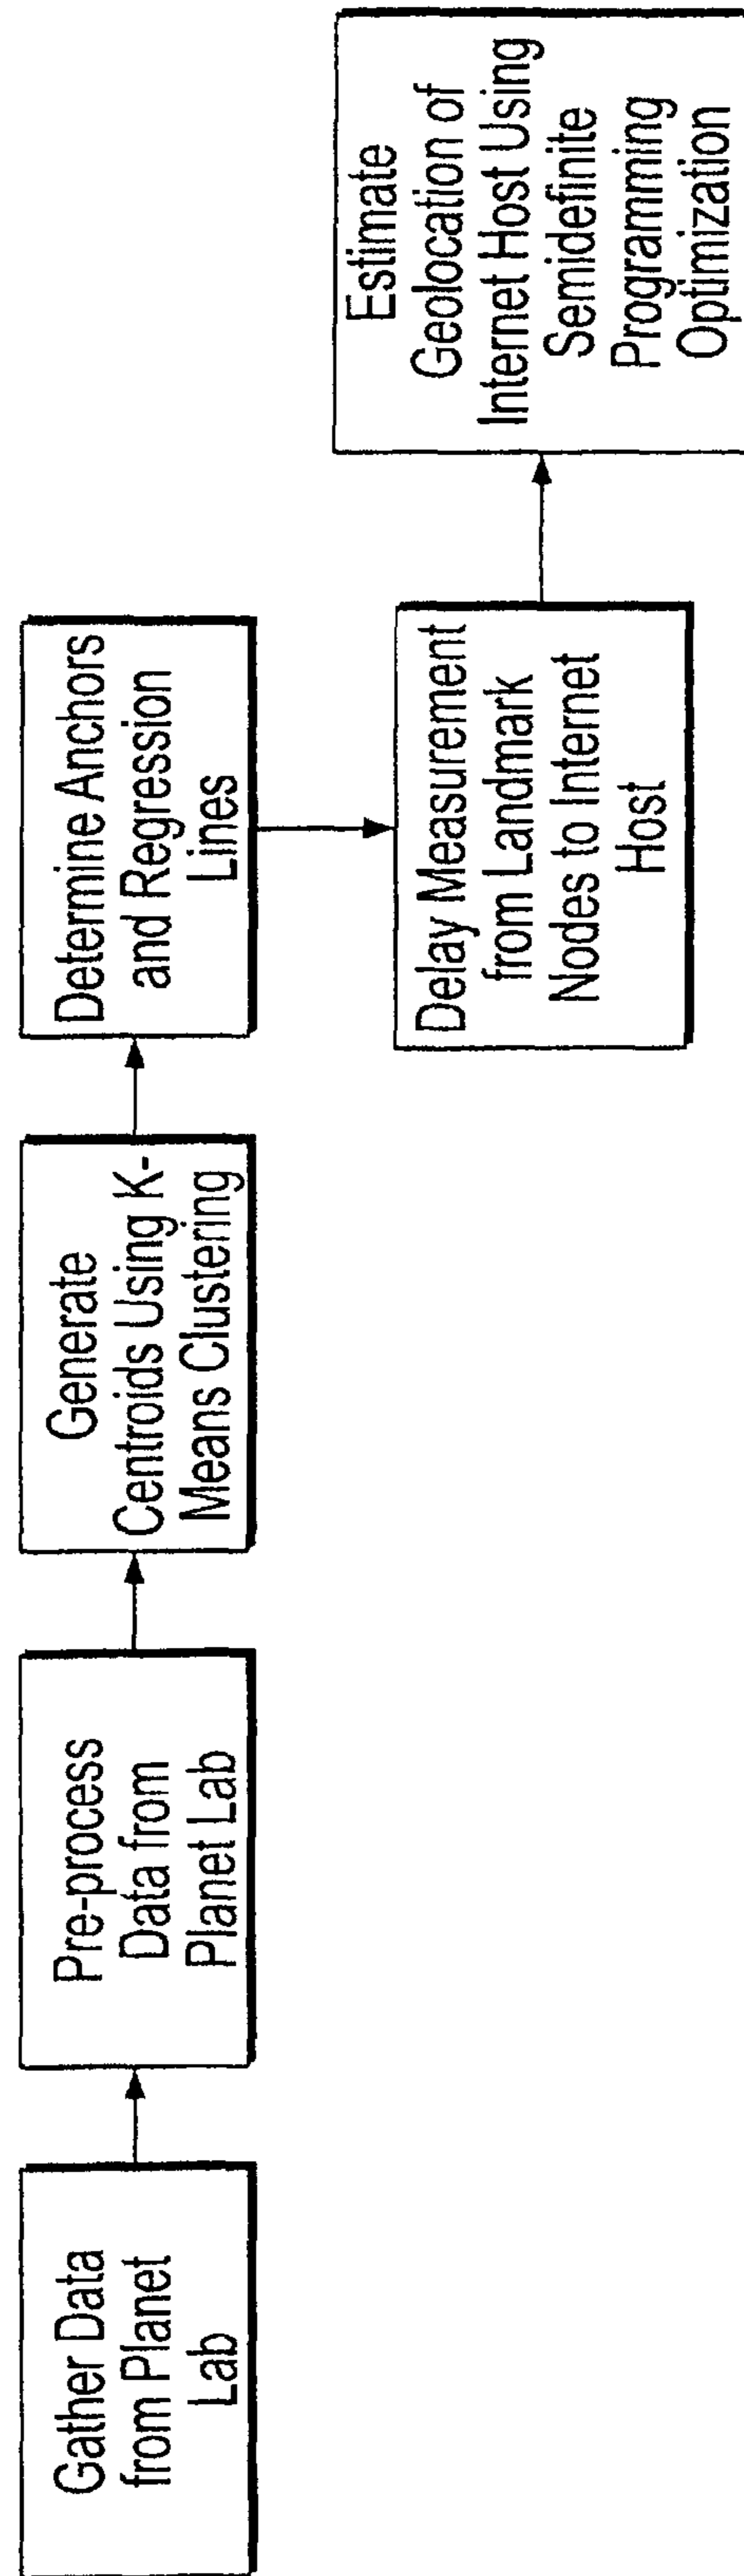 Gather Data
from Planet
Lab
Pre-process
Data from
Planet Lab
Generate
Centroids Using K-
Means Clustering
Determine Anchors
and Regression
Lines
Delay Measurement
from Landmark
Nodes to Internet
Host
Estimate
Geolocation of
Internet Host Using
Semidefinite
Programming
Optimization